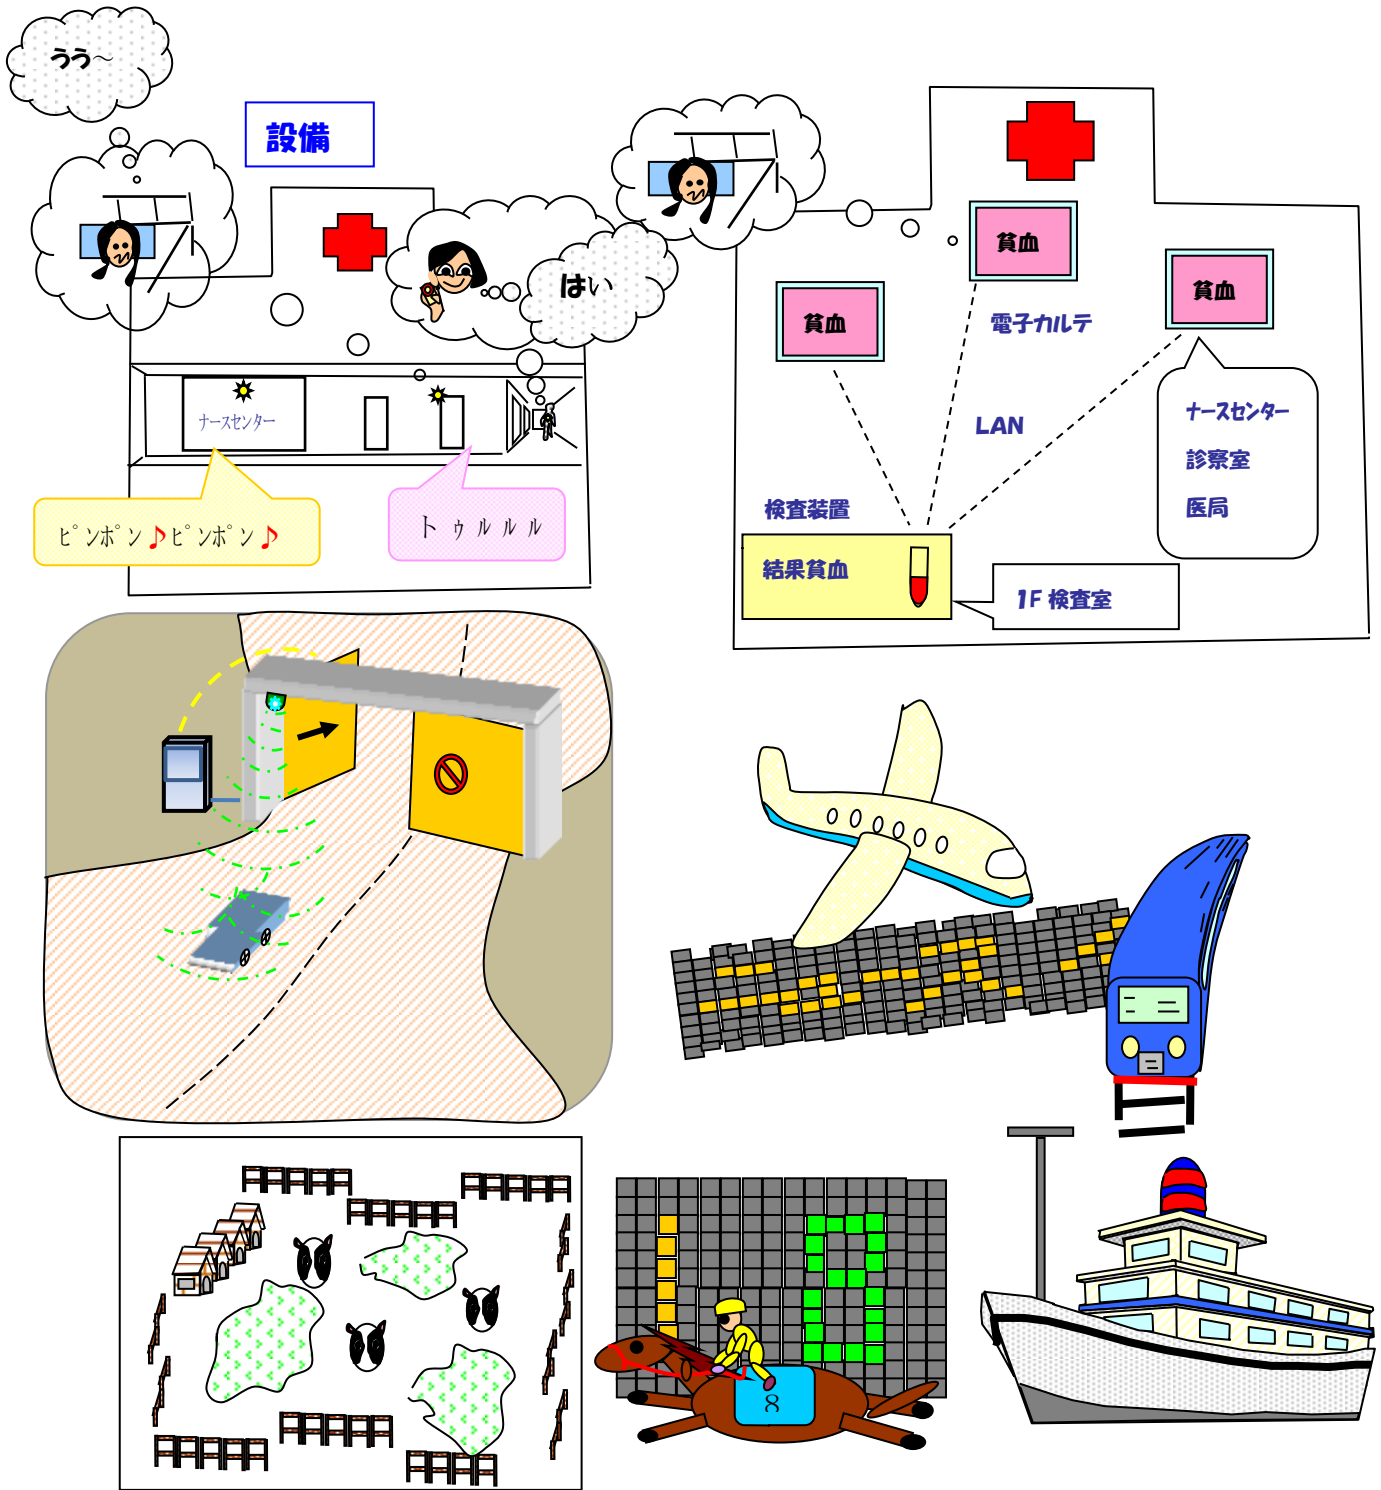 うう～
設備
はい
ナースセンター
ピンポン♪ピンポン♪
トゥルルル
貧血
貧血
貧血
電子カルテ
LAN
ナースセンター
診察室
医局
検査装置
結果貧血
1F 検査室
8